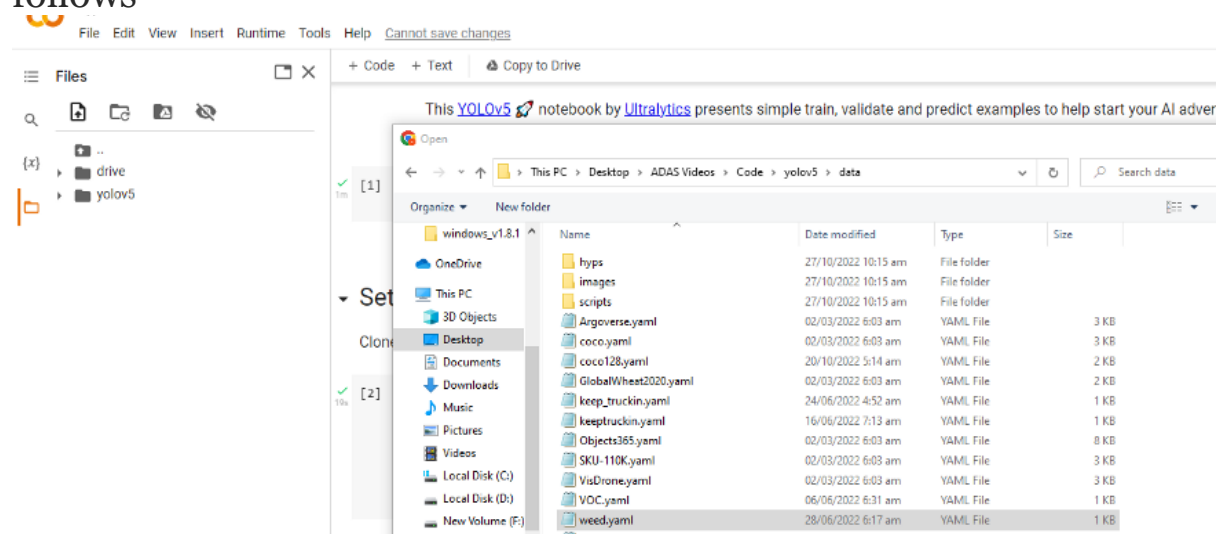 follows
File Edit View Insert Runtime Tools Help Cannot save changes
Files
+ Code + Text Copy to Drive
This YOLOv5 🚀 notebook by Ultralytics presents simple train, validate and predict examples to help start your AI adver
..
{x}
drive
yolov5
[1]
1m
Set
Clone
[2]
19s
Open
This PC > Desktop > ADAS Videos > Code > yolov5 > data
Search data
Organize New folder
windows_v1.8.1
OneDrive
This PC
3D Objects
Desktop
Documents
Downloads
Music
Pictures
Videos
Local Disk (C:)
Local Disk (D:)
New Volume (F:)
Name Date modified Type Size
hyps 27/10/2022 10:15 am File folder
images 27/10/2022 10:15 am File folder
scripts 27/10/2022 10:15 am File folder
Argoverse.yaml 02/03/2022 6:03 am YAML File 3 KB
coco.yaml 02/03/2022 6:03 am YAML File 3 KB
coco128.yaml 20/10/2022 5:14 am YAML File 2 KB
GlobalWheat2020.yaml 02/03/2022 6:03 am YAML File 2 KB
keep_truckin.yaml 24/06/2022 4:52 am YAML File 1 KB
keeptruckin.yaml 16/06/2022 7:13 am YAML File 1 KB
Objects365.yaml 02/03/2022 6:03 am YAML File 8 KB
SKU-110K.yaml 02/03/2022 6:03 am YAML File 3 KB
VisDrone.yaml 02/03/2022 6:03 am YAML File 3 KB
VOC.yaml 06/06/2022 6:31 am YAML File 1 KB
weed.yaml 28/06/2022 6:17 am YAML File 1 KB